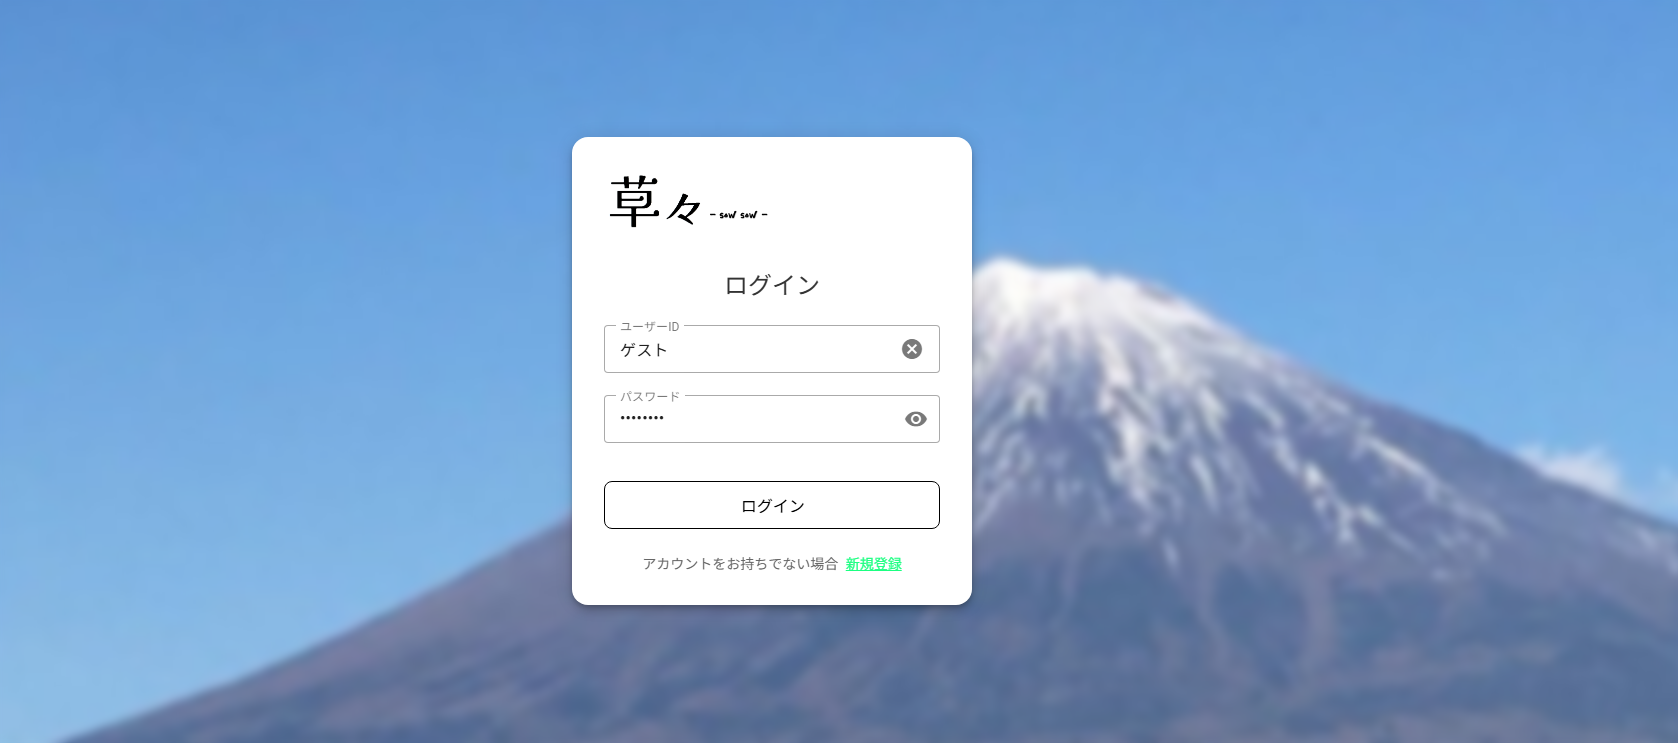 草々 - sow sow -
ログイン
ユーザーID
ゲスト
パスワード
••••••••
ログイン
アカウントをお持ちでない場合 新規登録